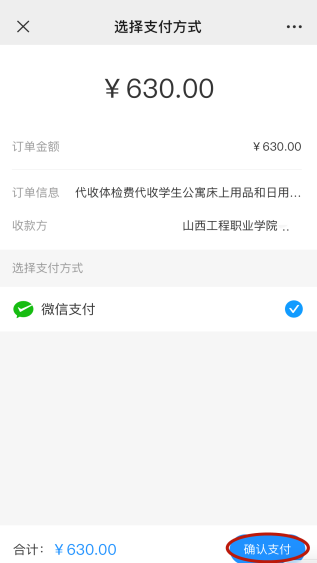 选择支付方式
¥630.00
订单金额 ¥630.00
订单信息 代收体检费代收学生公寓床上用品和日用...
收款方 山西工程职业学院 ..
选择支付方式
微信支付
合计: ¥630.00 确认支付